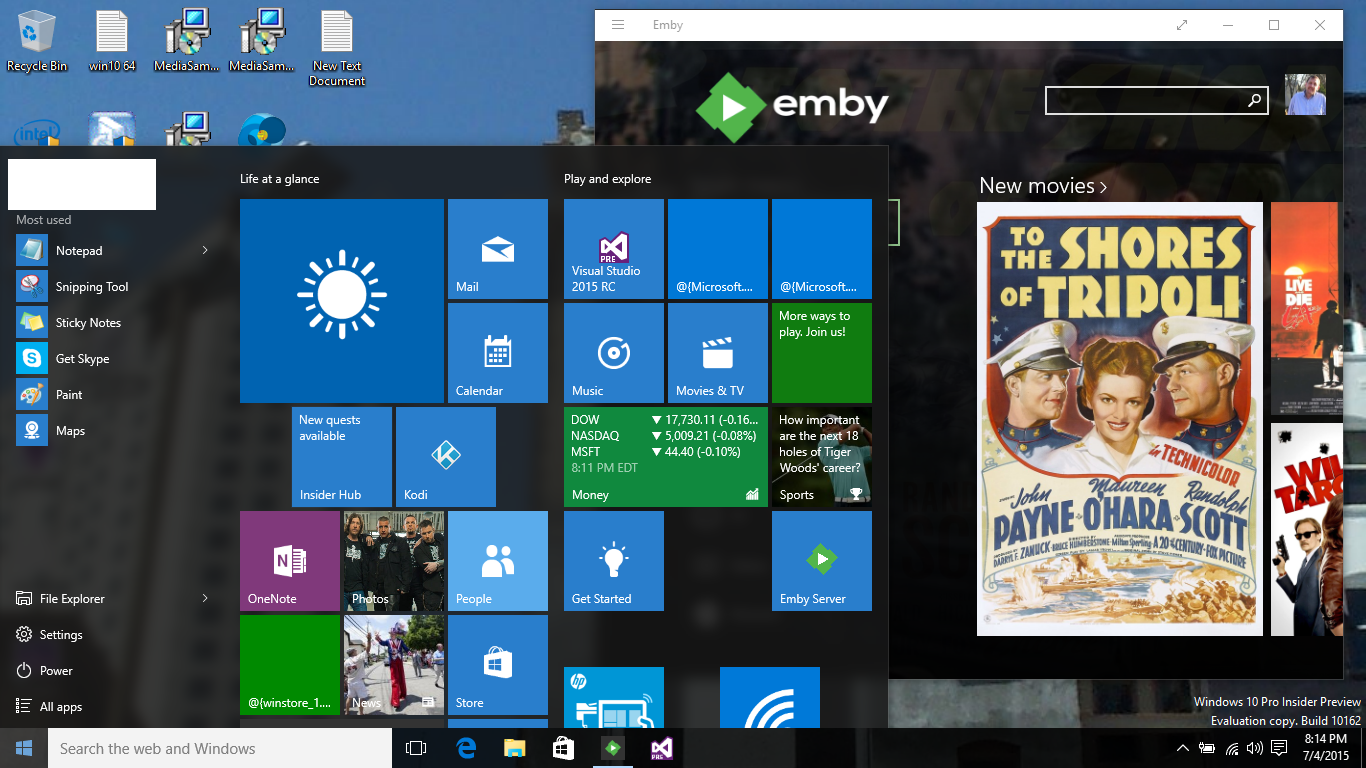 Recycle Bin
win10 64
MediaSam...
MediaSam...
New Text
Document
intel
Emby
emby
New movies
TO
THE SHORES
OF TRIPOLI
in TECHNICOLOR
John PAYNE
Maureen O'HARA
Randolph SCOTT
DARRYL F. ZANUCK
BRUCE HUMBERSTONE
A 20th CENTURY-FOX PICTURE
LIVE
DIE
WIL
TARG
Most used
Notepad
Snipping Tool
Sticky Notes
Get Skype
Paint
Maps
File Explorer
Settings
Power
All apps
Life at a glance
Mail
Calendar
New quests
available
Insider Hub
Kodi
OneNote
Photos
People
@{winstore_1....
News
Store
Play and explore
PRE
Visual Studio
2015 RC
@{Microsoft....
@{Microsoft....
Music
Movies & TV
More ways to
play. Join us!
DOW ▼ 17,730.11 (-0.16...
NASDAQ ▼ 5,009.21 (-0.08%)
MSFT ▼ 44.40 (-0.10%)
8:11 PM EDT
Money
How important
are the next 18
holes of Tiger
Woods' career?
Sports
Get Started
Emby Server
hp
Windows 10 Pro Insider Preview
Evaluation copy. Build 10162
Search the web and Windows
PRE
8:14 PM
7/4/2015